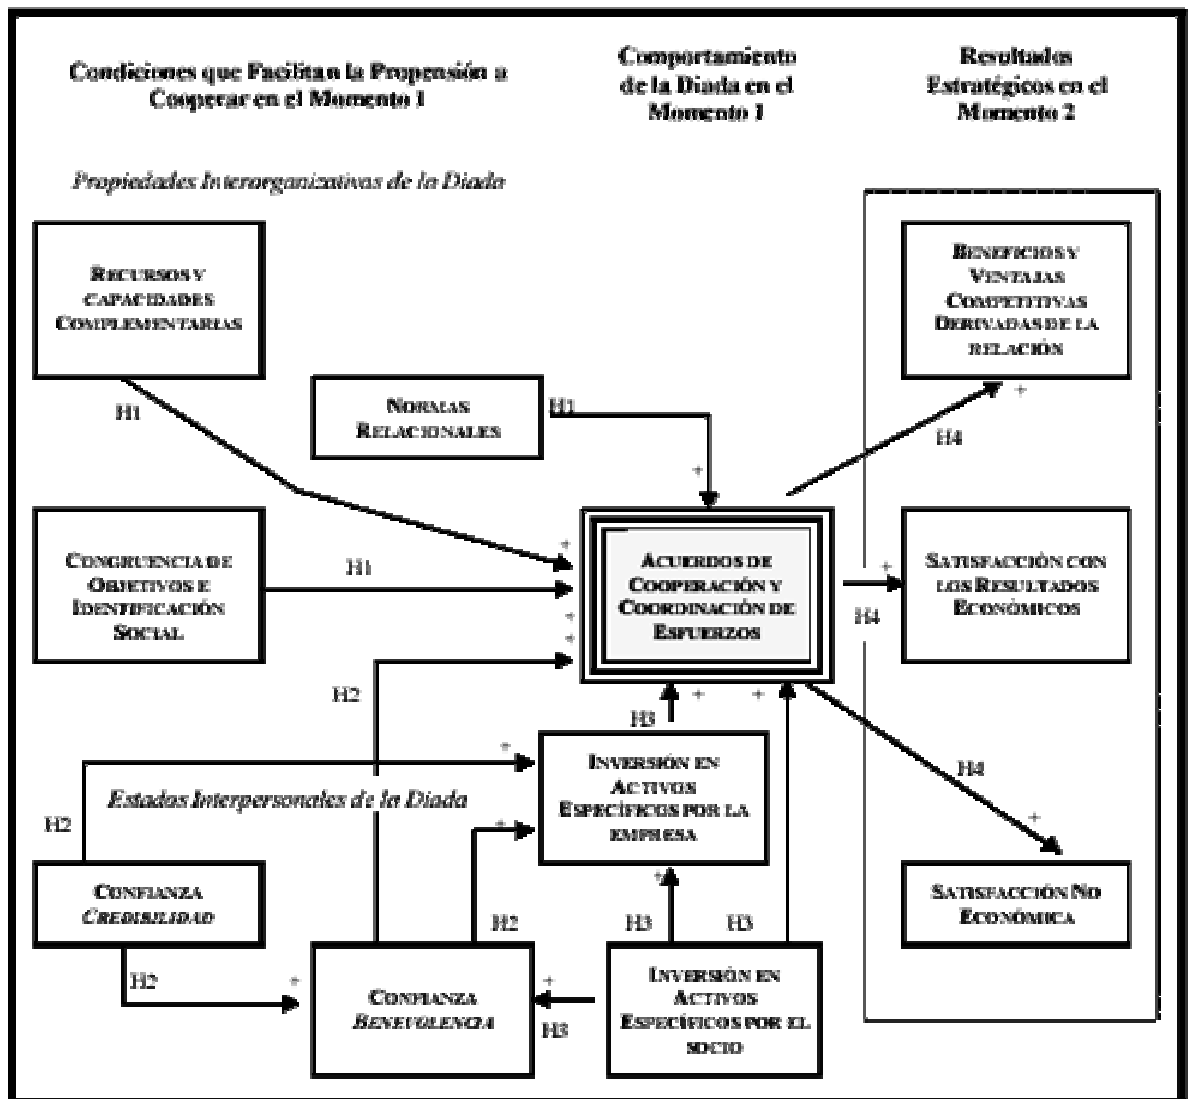 Condiciones que Facilitan la Propensión a
Cooperar en el Momento 1
Comportamiento
de la Diada en el
Momento 1
Resultados
Estratégicos en el
Momento 2
Propiedades Interorganizativas de la Diada
RECURSOS Y
CAPACIDADES
COMPLEMENTARIAS
BENEFICIOS Y
VENTAJAS
COMPETITIVAS
DERIVADAS DE LA
RELACIÓN
H1
NORMAS
RELACIONALES
H1
+
+
H4
+
CONGRUENCIA DE
OBJETIVOS E
IDENTIFICACIÓN
SOCIAL
H1
+
+
ACUERDOS DE
COOPERACIÓN Y
COORDINACIÓN DE
ESFUERZOS
+
H4
SATISFACCIÓN CON
LOS RESULTADOS
ECONÓMICOS
H2
+
H3
+
+
H4
+
INVERSIÓN EN
ACTIVOS
ESPECÍFICOS POR LA
EMPRESA
+
Estados Interpersonales de la Diada
H2
+
CONFIANZA
CREDIBILIDAD
H2
H3
H3
+
SATISFACCIÓN NO
ECONÓMICA
H2
+
CONFIANZA
BENEVOLENCIA
+
H3
INVERSIÓN EN
ACTIVOS
ESPECÍFICOS POR EL
SOCIO